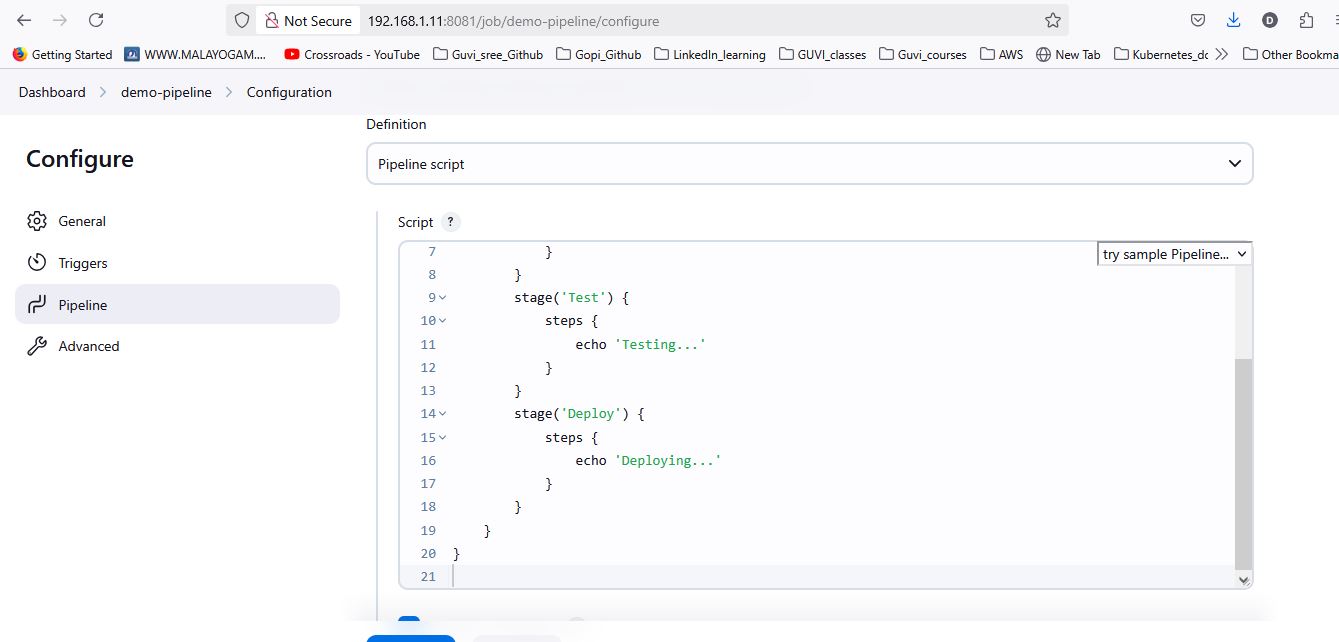 Not Secure 192.168.1.11:8081/job/demo-pipeline/configure D
Getting Started WWW.MALAYOGAM.... Crossroads - YouTube Guvi_sree_Github Gopi_Github LinkedIn_learning GUVI_classes Guvi_courses AWS New Tab Kubernetes_dc Other Bookma
Dashboard demo-pipeline Configuration
Definition
Configure
Pipeline script
General
Triggers
Pipeline
Advanced
Script ?
try sample Pipeline...
7 }
8 }
9 stage('Test') {
10 steps {
11 echo 'Testing...'
12 }
13 }
14 stage('Deploy') {
15 steps {
16 echo 'Deploying...'
17 }
18 }
19 }
20 }
21